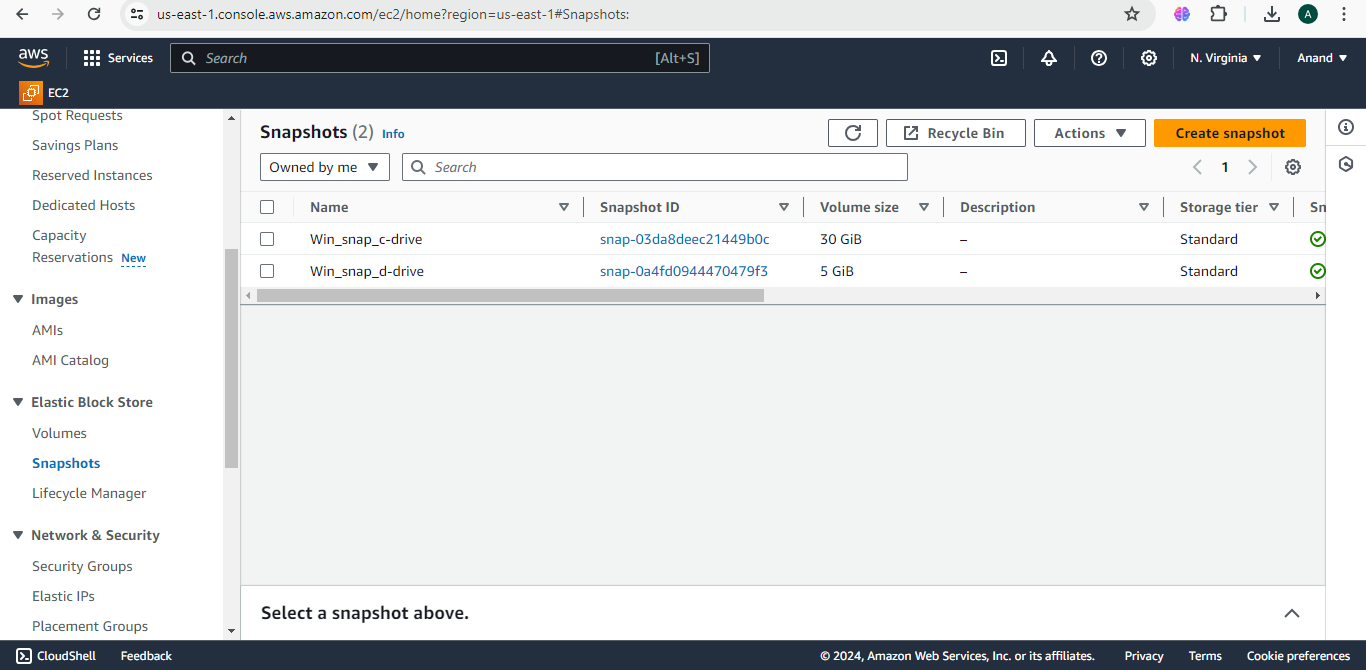 us-east-1.console.aws.amazon.com/ec2/home?region=us-east-1#Snapshots:
A
aws
Services
Search
[Alt+S]
N. Virginia
Anand
EC2
Spot Requests
Savings Plans
Reserved Instances
Dedicated Hosts
Capacity
Reservations New
Images
AMIs
AMI Catalog
Elastic Block Store
Volumes
Snapshots
Lifecycle Manager
Network & Security
Security Groups
Elastic IPs
Placement Groups
Snapshots (2) Info
Recycle Bin
Actions
Create snapshot
Owned by me
Search
1
Name Snapshot ID Volume size Description Storage tier Sn
Win_snap_c-drive snap-03da8deec21449b0c 30 GiB – Standard
Win_snap_d-drive snap-0a4fd0944470479f3 5 GiB – Standard
Select a snapshot above.
CloudShell Feedback © 2024, Amazon Web Services, Inc. or its affiliates. Privacy Terms Cookie preferences